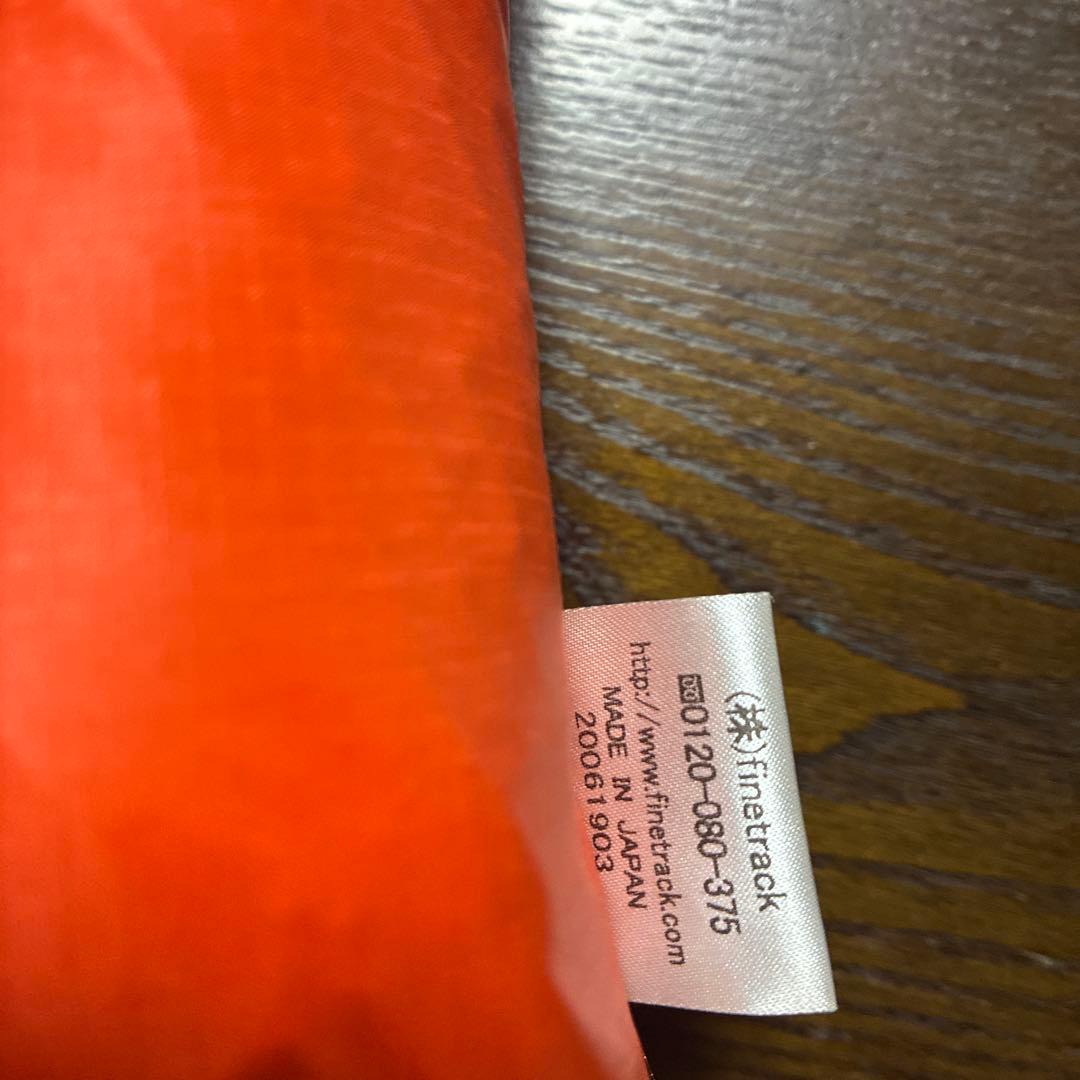 (株)finetrack
0120-080-375
http://www.finetrack.com
MADE IN JAPAN
20061903